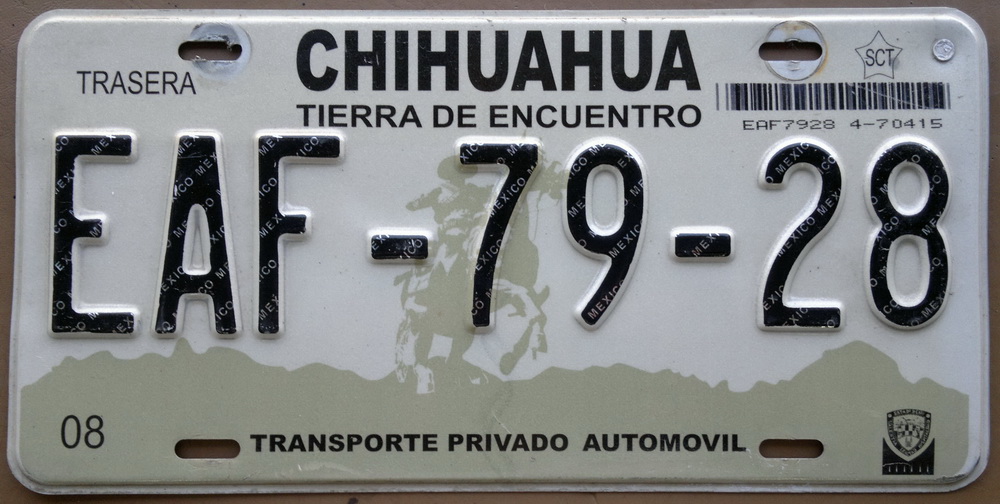 CHIHUAHUA
SCT
TRASERA
TIERRA DE ENCUENTRO
EAF7928 4-70415
EAF-79-28
08
TRANSPORTE PRIVADO AUTOMOVIL